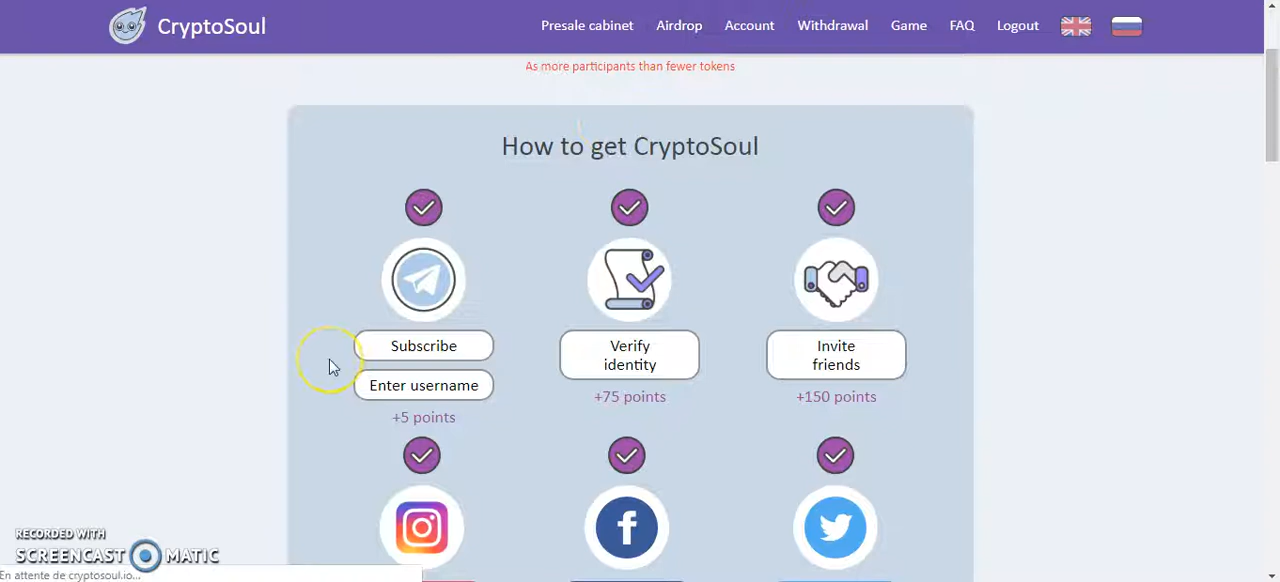 CryptoSoul
Presale cabinet Airdrop Account Withdrawal Game FAQ Logout
As more participants than fewer tokens
How to get CryptoSoul
Subscribe
Enter username
+5 points
Verify
identity
+75 points
Invite
friends
+150 points
RECORDED WITH
SCREENCAST MATIC
En attente de cryptosoul.io...